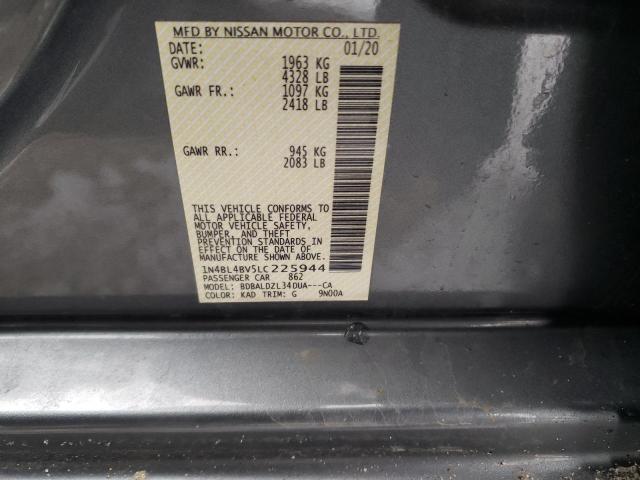 MFD BY NISSAN MOTOR CO., LTD.
DATE: 01/20
GVWR: 1963 KG
4328 LB
GAWR FR.: 1097 KG
2418 LB
GAWR RR.: 945 KG
2083 LB
THIS VEHICLE CONFORMS TO
ALL APPLICABLE FEDERAL
MOTOR VEHICLE SAFETY,
BUMPER, AND THEFT
PREVENTION STANDARDS IN
EFFECT ON THE DATE OF
MANUFACTURE SHOWN ABOVE.
1N4BL4BV5LC225944
PASSENGER CAR 862
MODEL: BDBALDZL34DUA---CA
COLOR: KAD TRIM: G 9N00A